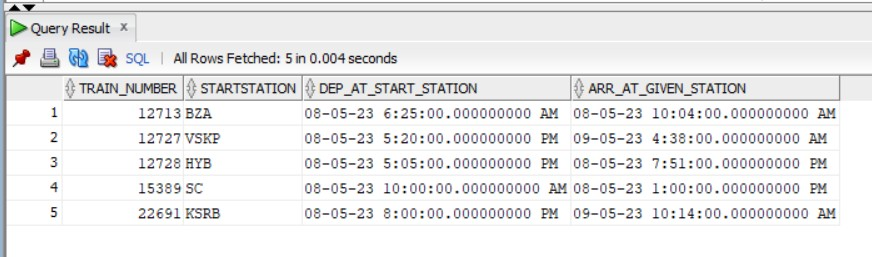 Query Result x
SQL | All Rows Fetched: 5 in 0.004 seconds
TRAIN_NUMBER STARTSTATION DEP_AT_START_STATION ARR_AT_GIVEN_STATION
1 12713 BZA 08-05-23 6:25:00.000000000 AM 08-05-23 10:04:00.000000000 AM
2 12727 VSKP 08-05-23 5:20:00.000000000 PM 09-05-23 4:38:00.000000000 AM
3 12728 HYB 08-05-23 5:05:00.000000000 PM 08-05-23 7:51:00.000000000 PM
4 15389 SC 08-05-23 10:00:00.000000000 AM 08-05-23 1:00:00.000000000 PM
5 22691 KSRB 08-05-23 8:00:00.000000000 PM 09-05-23 10:14:00.000000000 AM